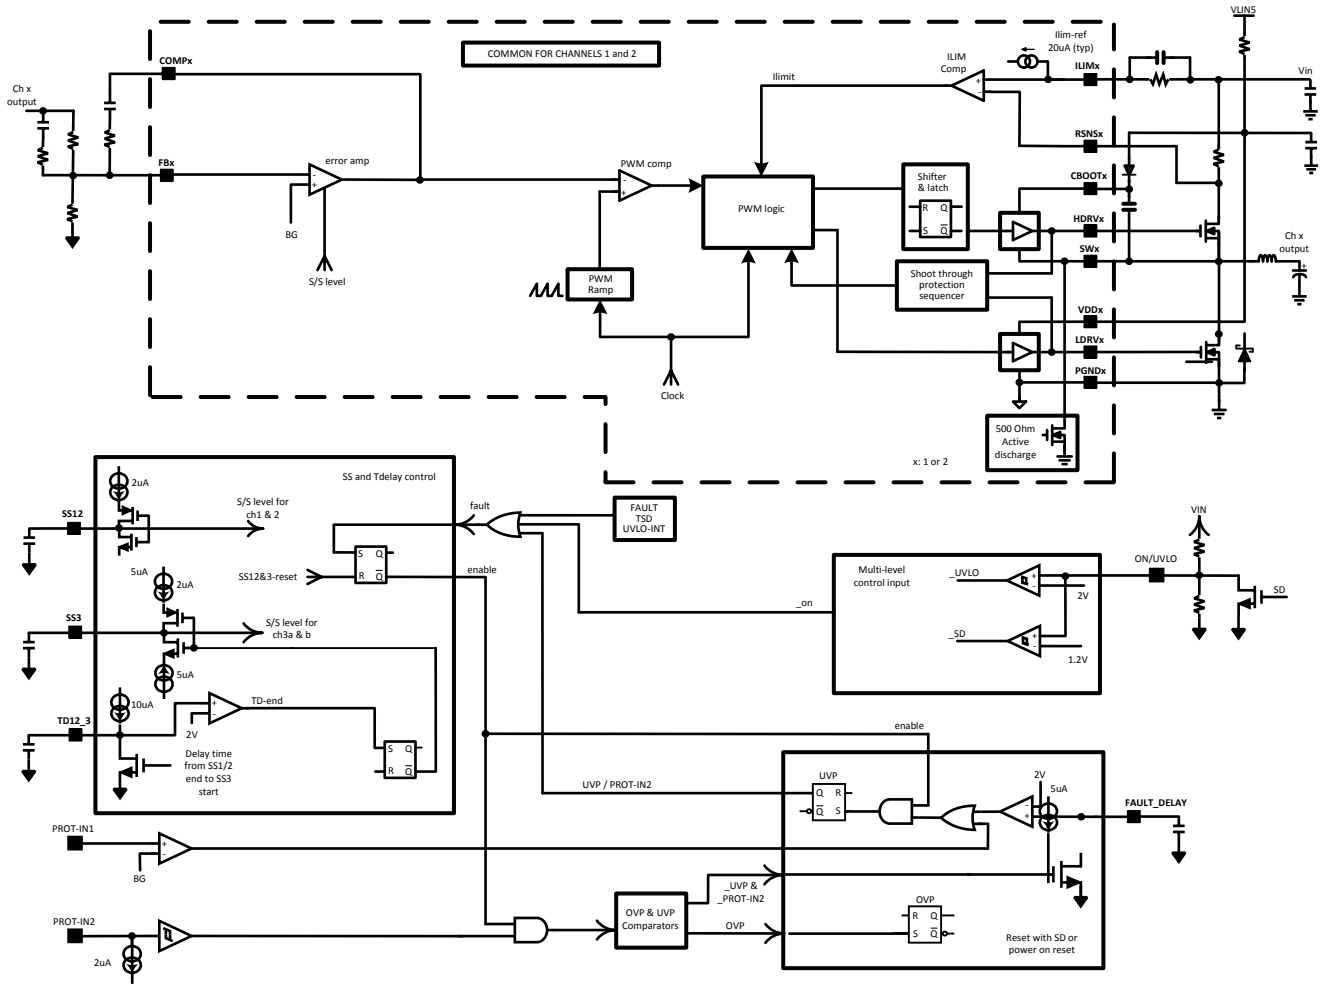 VLIN5
COMMON FOR CHANNELS 1 and 2
Ilim-ref
20uA (typ)
COMPx
ILIM
Comp
ILIMx
Vin
Ilimit
+
-
Ch x
output
RSNSx
FBx
error amp
-
+
PWM comp
-
+
Shifter
& latch
CBOOTx
R Q
S Q
PWM logic
HDRVx
BG
SWx
Ch x
output
+
S/S level
PWM
Ramp
Shoot through
protection
sequencer
VDDx
LDRVx
PGNDx
Clock
500 Ohm
Active
discharge
x: 1 or 2
SS and Tdelay control
2uA
SS12
S/S level for
ch1 & 2
fault
FAULT
TSD
UVLO-INT
VIN
5uA
2uA
SS12&3-reset
S Q
R Q
enable
Multi-level
control input
ON/UVLO
_UVLO
+
-
2V
SD
_on
SS3
S/S level for
ch3a & b
_SD
+
-
1.2V
5uA
10uA
TD-end
+
-
2V
TD12_3
Delay time
from SS1/2
end to SS3
start
S Q
R Q
enable
UVP / PROT-IN2
UVP
Q R
Q S
2V
5uA
-
+
FAULT_DELAY
PROT-IN1
+
-
BG
_UVP &
_PROT-IN2
OVP & UVP
Comparators
OVP
OVP
R Q
S Q
PROT-IN2
2uA
Reset with SD or
power on reset